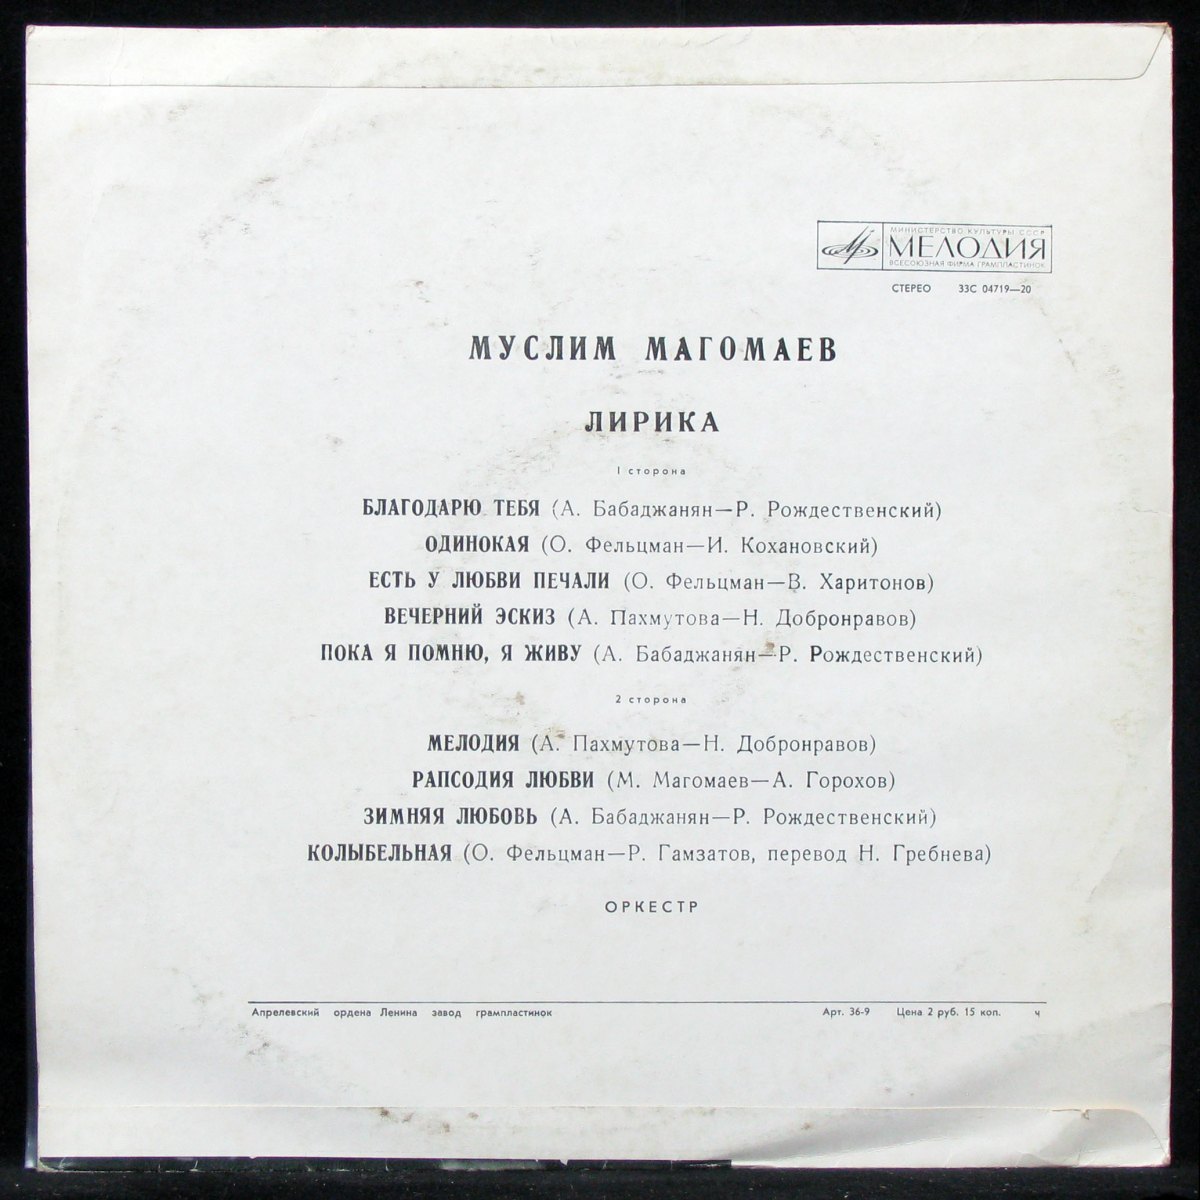 МИНИСТЕРСТВО КУЛЬТУРЫ СССР
МЕЛОДИЯ
ВСЕСОЮЗНАЯ ФИРМА ГРАМПЛАСТИНОК
СТЕРЕО 33С 04719—20
МУСЛИМ МАГОМАЕВ
ЛИРИКА
1 сторона
БЛАГОДАРЮ ТЕБЯ (А. Бабаджанян—Р. Рождественский)
ОДИНОКАЯ (О. Фельцман—И. Кохановский)
ЕСТЬ У ЛЮБВИ ПЕЧАЛИ (О. Фельцман—В. Харитонов)
ВЕЧЕРНИЙ ЭСКИЗ (А. Пахмутова—Н. Добронравов)
ПОКА Я ПОМНЮ, Я ЖИВУ (А. Бабаджанян—Р. Рождественский)
2 сторона
МЕЛОДИЯ (А. Пахмутова—Н. Добронравов)
РАПСОДИЯ ЛЮБВИ (М. Магомаев—А. Горохов)
ЗИМНЯЯ ЛЮБОВЬ (А. Бабаджанян—Р. Рождественский)
КОЛЫБЕЛЬНАЯ (О. Фельцман—Р. Гамзатов, перевод Н. Гребнева)
ОРКЕСТР
Апрелевский ордена Ленина завод грампластинок Арт. 36-9 Цена 2 руб. 15 коп. ч